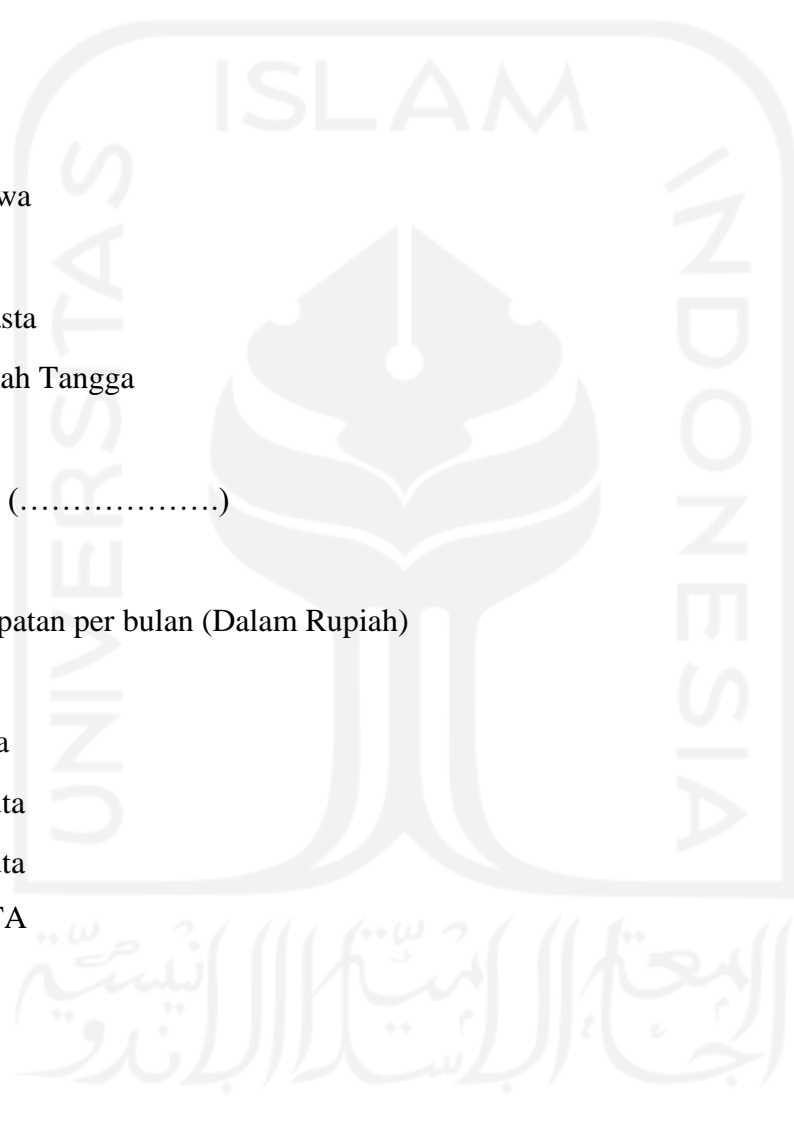 ISLAM
UNIVERSITAS
INDONESIA
wa
sta
ah Tangga
(……………….)
patan per bulan (Dalam Rupiah)
a
ta
ta
TA